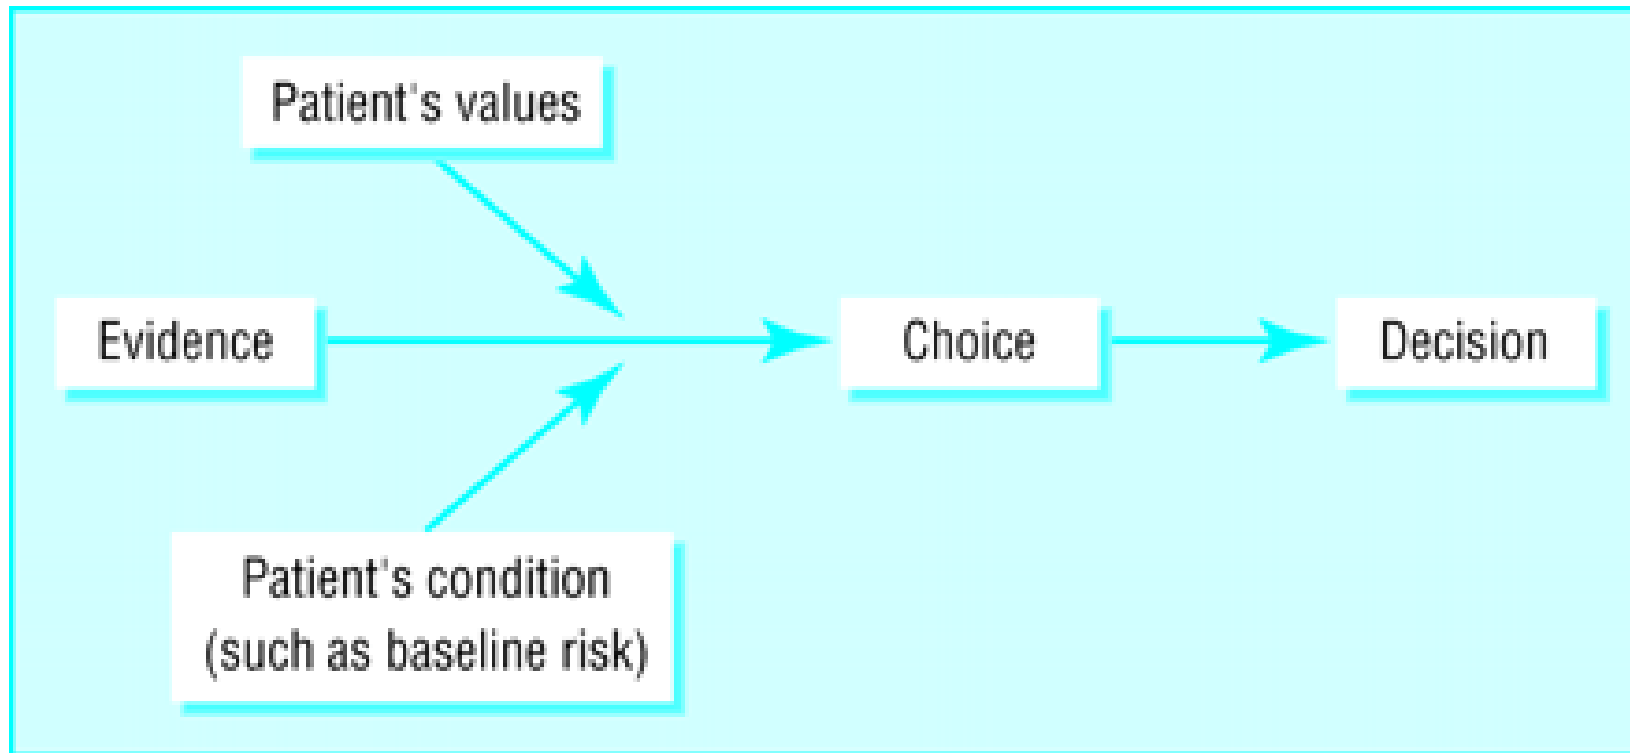 Patient's values
Evidence
Choice
Decision
Patient's condition
(such as baseline risk)